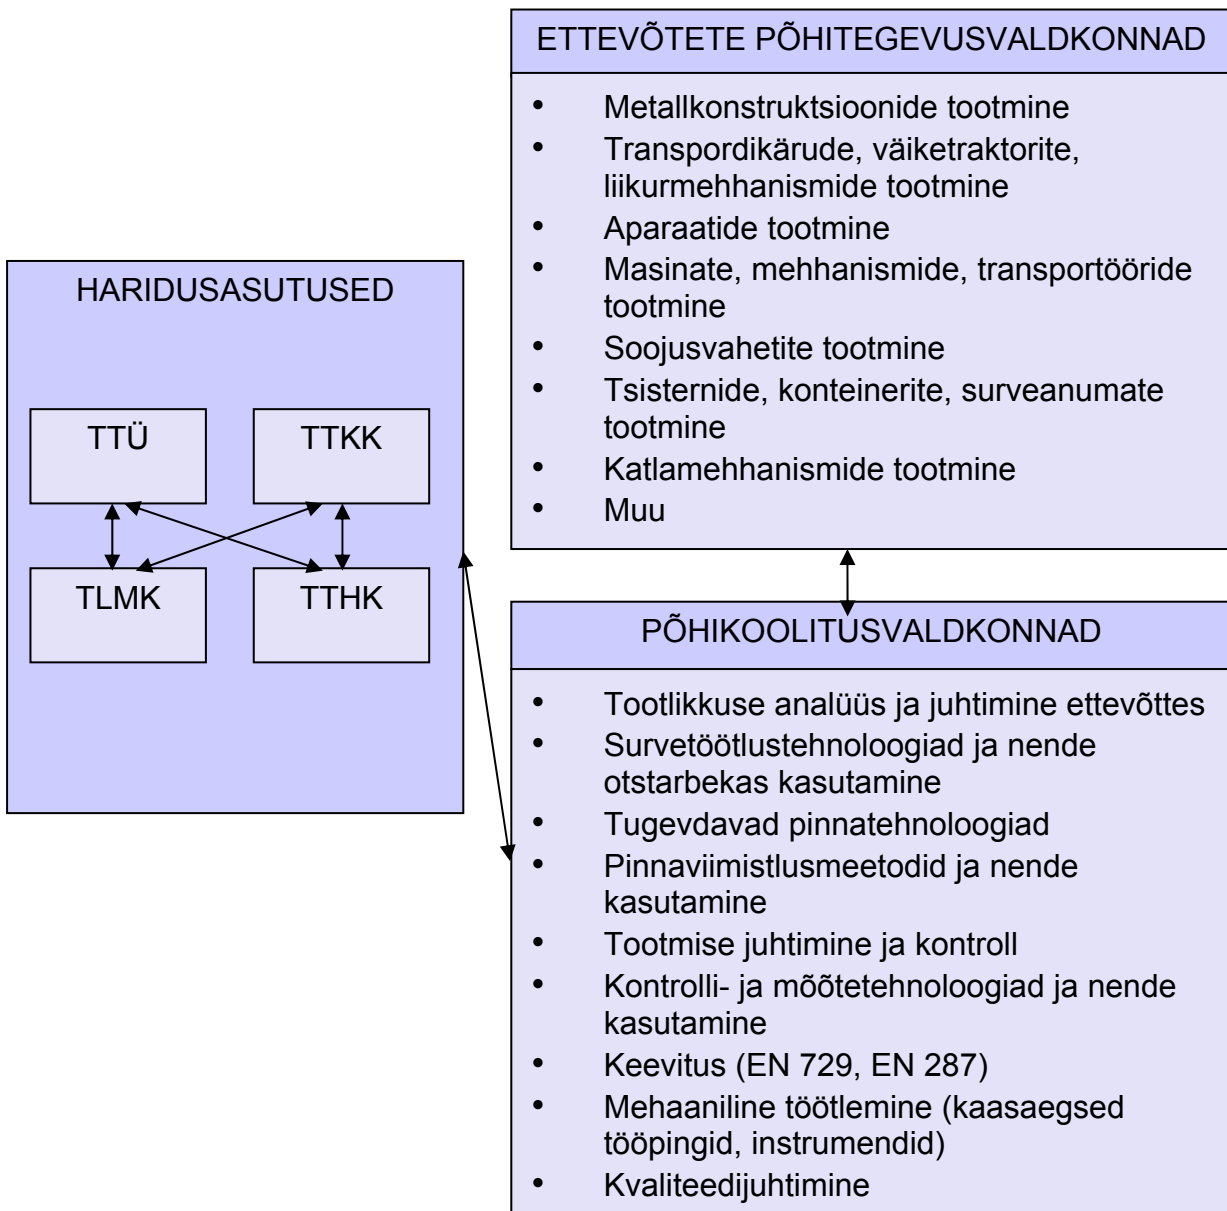 HARIDUSASUTUSED
TTÜ
TTKK
TLMK
TTHK
ETTEVÕTETE PÕHITEGEVUSVALDKONNAD
• Metallkonstruktsioonide tootmine
• Transpordikärude, väiketraktorite,
liikurmehhanismide tootmine
• Aparaatide tootmine
• Masinate, mehhanismide, transportööride
tootmine
• Soojusvahetite tootmine
• Tsisternide, konteinerite, surveanumate
tootmine
• Katlamehhanismide tootmine
• Muu
PÕHIKOOLITUSVALDKONNAD
• Tootlikkuse analüüs ja juhtimine ettevõttes
• Survetöötlustehnoloogiad ja nende
otstarbekas kasutamine
• Tugevdavad pinnatehnoloogiad
• Pinnaviimistlusmeetodid ja nende
kasutamine
• Tootmise juhtimine ja kontroll
• Kontrolli- ja mõõtetehnoloogiad ja nende
kasutamine
• Keevitus (EN 729, EN 287)
• Mehaaniline töötlemine (kaasaegsed
tööpingid, instrumendid)
• Kvaliteedijuhtimine